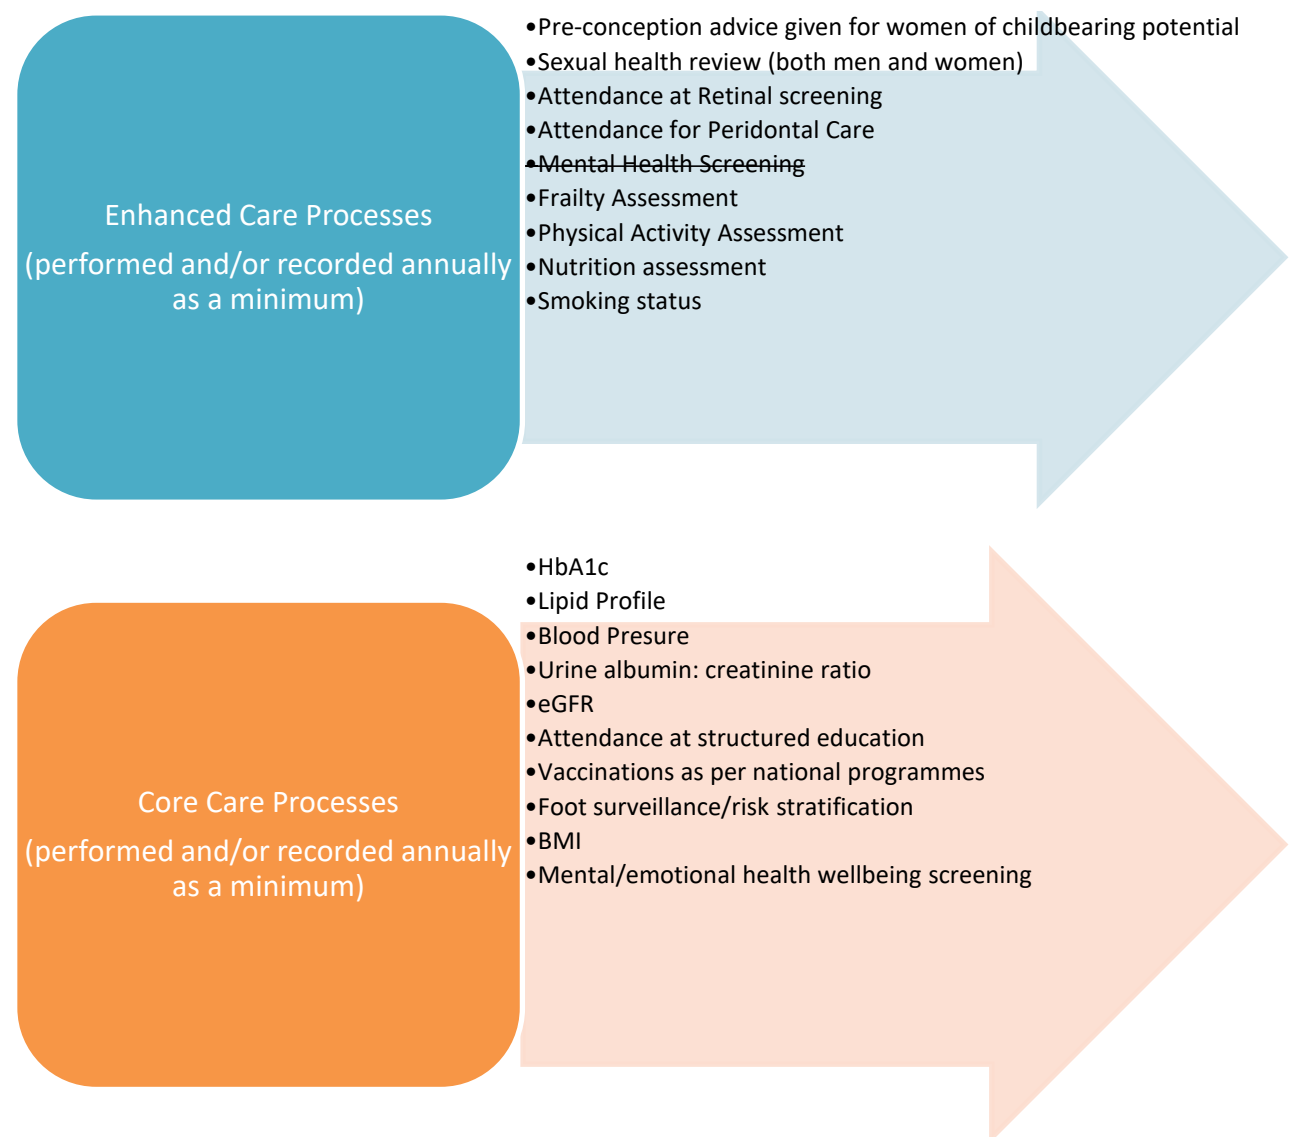 Enhanced Care Processes
(performed and/or recorded annually
as a minimum)
•Pre-conception advice given for women of childbearing potential
•Sexual health review (both men and women)
•Attendance at Retinal screening
•Attendance for Peridontal Care
•Mental Health Screening
•Frailty Assessment
•Physical Activity Assessment
•Nutrition assessment
•Smoking status
Core Care Processes
(performed and/or recorded annually
as a minimum)
•HbA1c
•Lipid Profile
•Blood Presure
•Urine albumin: creatinine ratio
•eGFR
•Attendance at structured education
•Vaccinations as per national programmes
•Foot surveillance/risk stratification
•BMI
•Mental/emotional health wellbeing screening